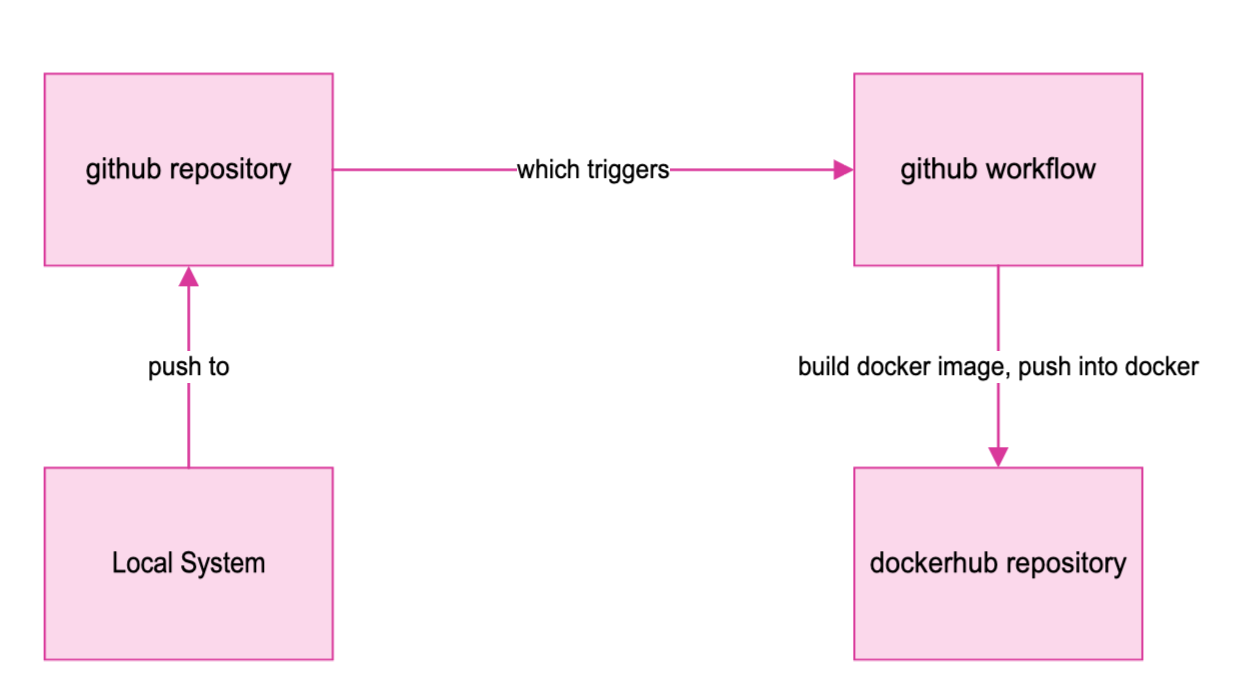 github repository
which triggers
github workflow
push to
build docker image, push into docker
Local System
dockerhub repository